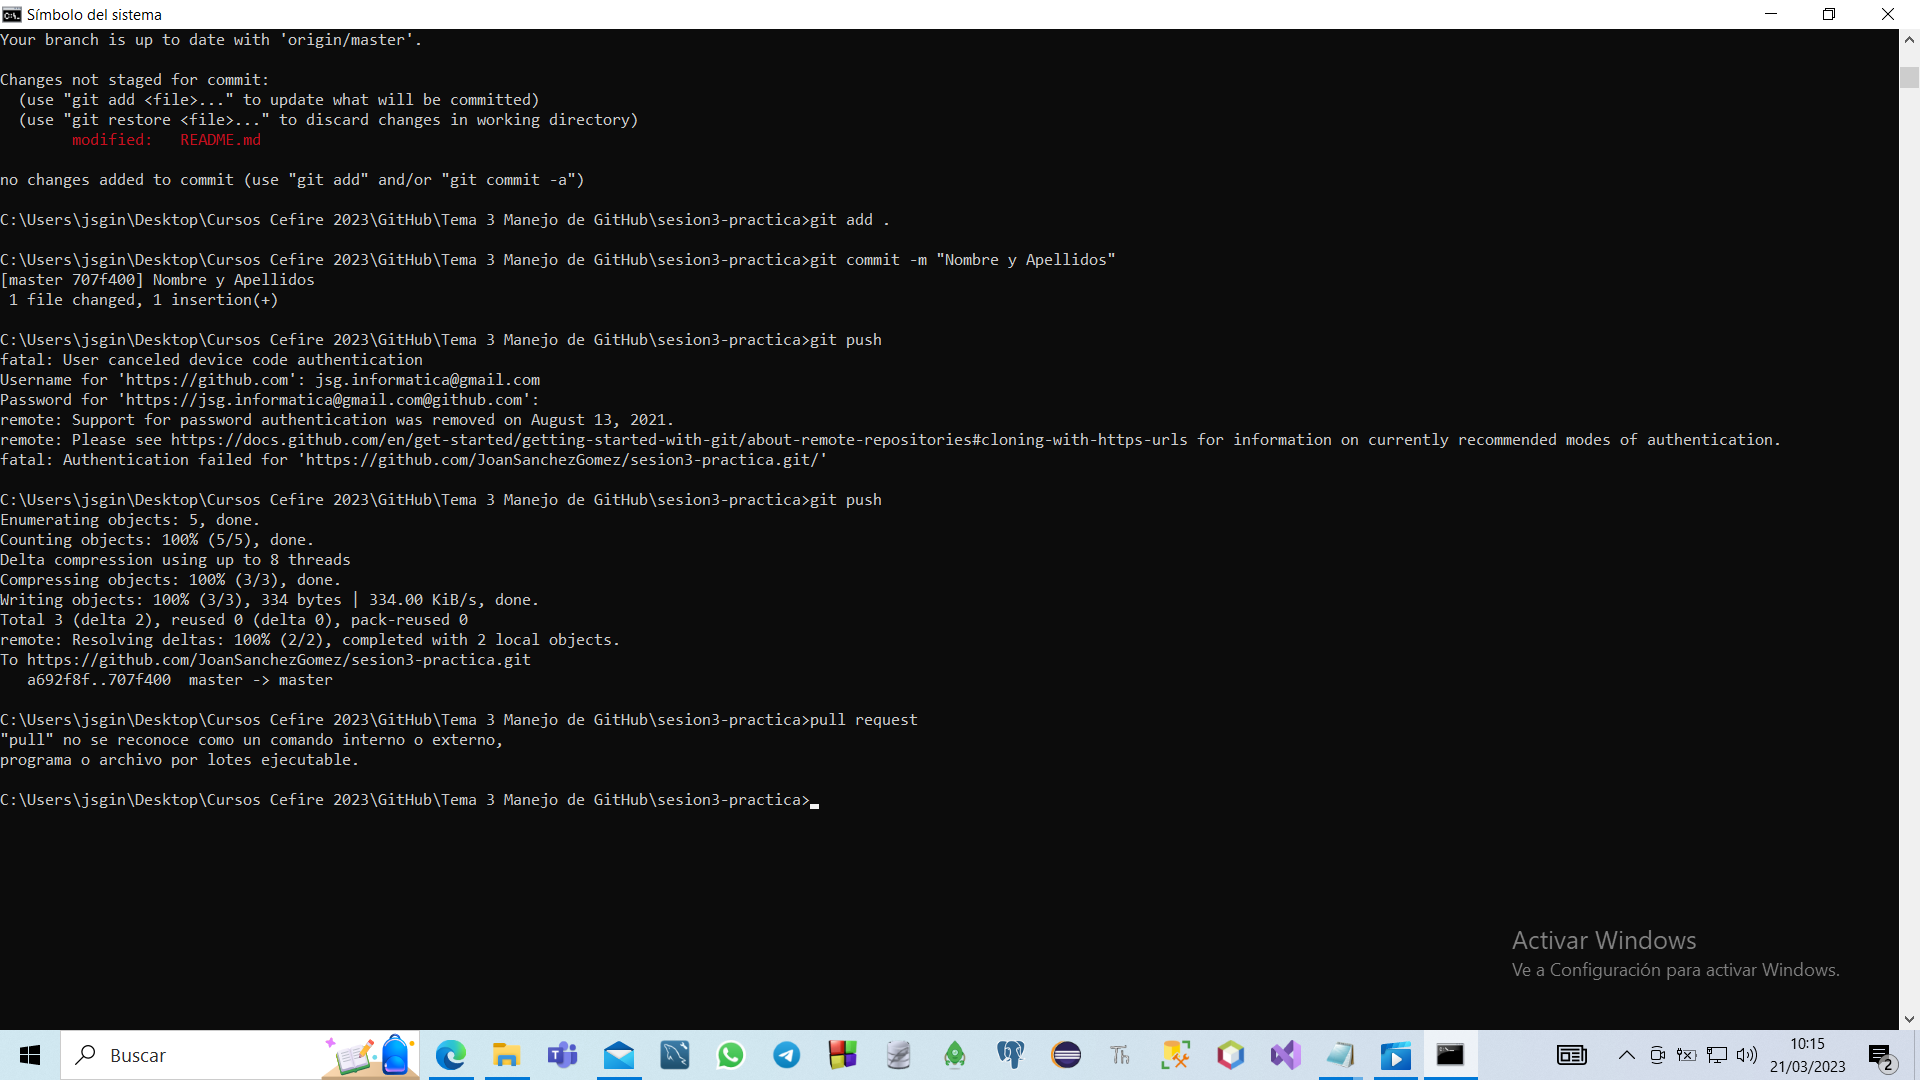 Símbolo del sistema
Your branch is up to date with 'origin/master'.
Changes not staged for commit:
(use "git add <file>..." to update what will be committed)
(use "git restore <file>..." to discard changes in working directory)
modified:   README.md
no changes added to commit (use "git add" and/or "git commit -a")
C:\Users\jsgin\Desktop\Cursos Cefire 2023\GitHub\Tema 3 Manejo de GitHub\sesion3-practica>git add .
C:\Users\jsgin\Desktop\Cursos Cefire 2023\GitHub\Tema 3 Manejo de GitHub\sesion3-practica>git commit -m "Nombre y Apellidos"
[master 707f400] Nombre y Apellidos
1 file changed, 1 insertion(+)
C:\Users\jsgin\Desktop\Cursos Cefire 2023\GitHub\Tema 3 Manejo de GitHub\sesion3-practica>git push
fatal: User canceled device code authentication
Username for 'https://github.com': jsg.informatica@gmail.com
Password for 'https://jsg.informatica@gmail.com@github.com':
remote: Support for password authentication was removed on August 13, 2021.
remote: Please see https://docs.github.com/en/get-started/getting-started-with-git/about-remote-repositories#cloning-with-https-urls for information on currently recommended modes of authentication.
fatal: Authentication failed for 'https://github.com/JoanSanchezGomez/sesion3-practica.git/'
C:\Users\jsgin\Desktop\Cursos Cefire 2023\GitHub\Tema 3 Manejo de GitHub\sesion3-practica>git push
Enumerating objects: 5, done.
Counting objects: 100% (5/5), done.
Delta compression using up to 8 threads
Compressing objects: 100% (3/3), done.
Writing objects: 100% (3/3), 334 bytes | 334.00 KiB/s, done.
Total 3 (delta 2), reused 0 (delta 0), pack-reused 0
remote: Resolving deltas: 100% (2/2), completed with 2 local objects.
To https://github.com/JoanSanchezGomez/sesion3-practica.git
a692f8f..707f400  master -> master
C:\Users\jsgin\Desktop\Cursos Cefire 2023\GitHub\Tema 3 Manejo de GitHub\sesion3-practica>pull request
"pull" no se reconoce como un comando interno o externo,
programa o archivo por lotes ejecutable.
C:\Users\jsgin\Desktop\Cursos Cefire 2023\GitHub\Tema 3 Manejo de GitHub\sesion3-practica>
Activar Windows
Ve a Configuración para activar Windows.
Buscar
Th
10:15
21/03/2023
2